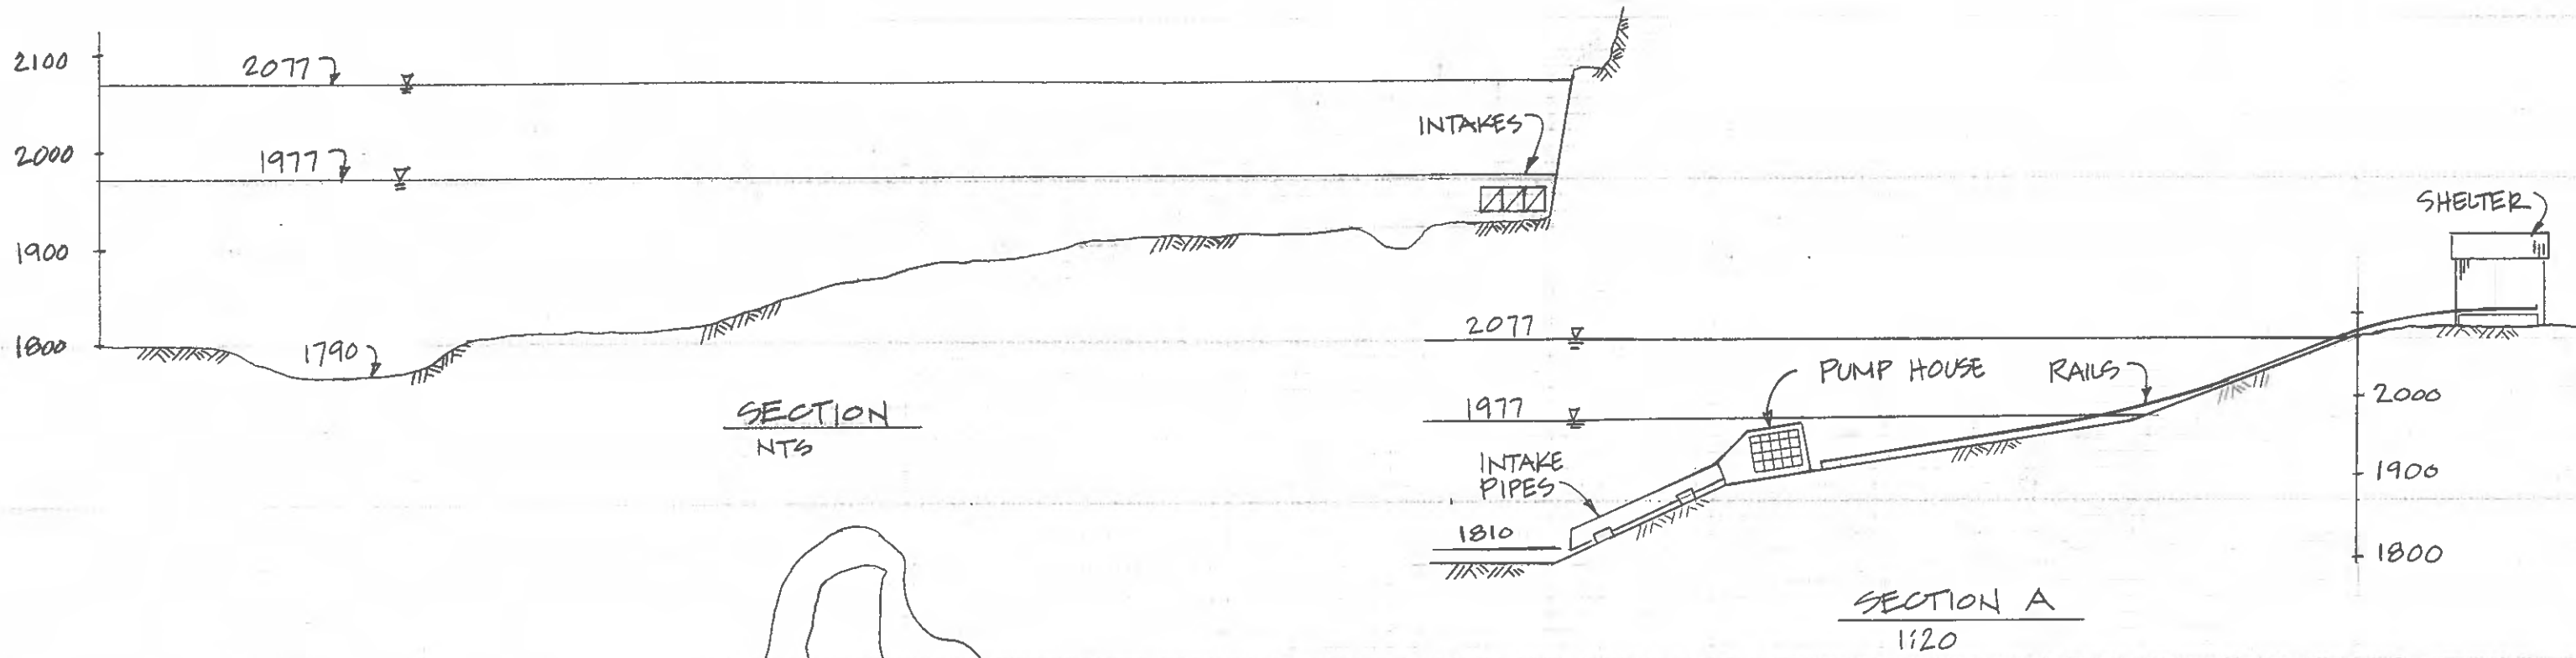 2100
2077
2000
1977
INTAKES
1900
1800
1790
SECTION
NTS
SHELTER
2077
PUMP HOUSE
RAILS
1977
2000
INTAKE
PIPES
1900
1810
1800
SECTION A
1:20